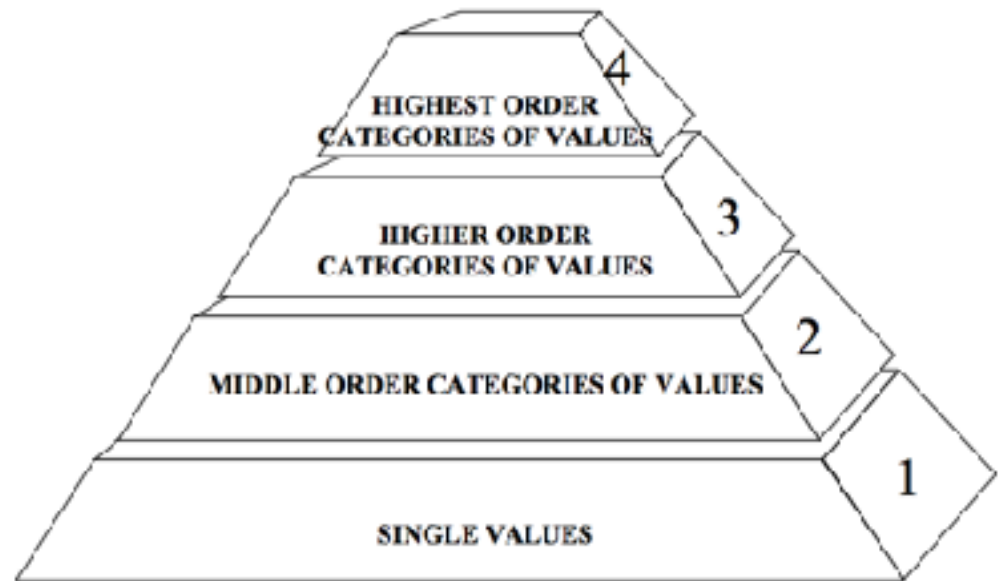 4
HIGHEST ORDER
CATEGORIES OF VALUES
3
HIGHER ORDER
CATEGORIES OF VALUES
2
MIDDLE ORDER CATEGORIES OF VALUES
1
SINGLE VALUES